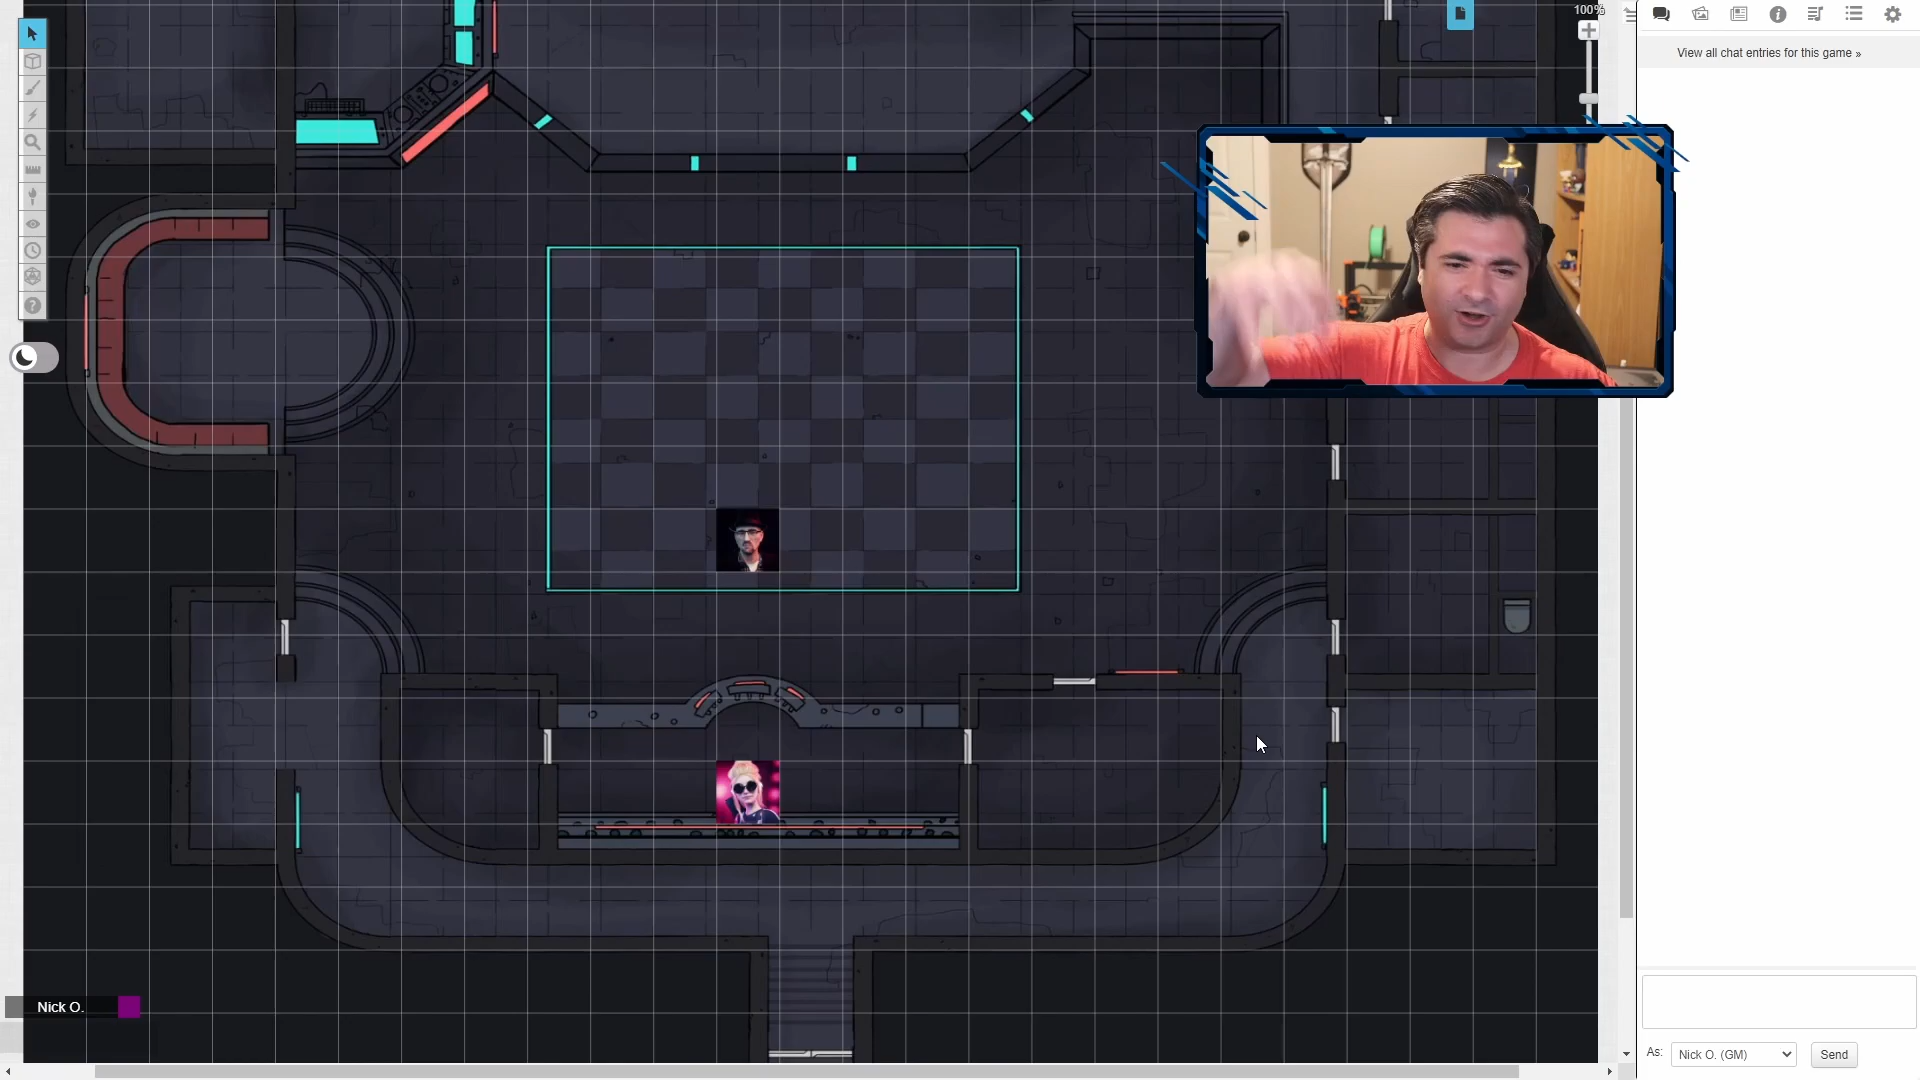 100%
View all chat entries for this game »
Nick O.
As:
Nick O. (GM)
Send